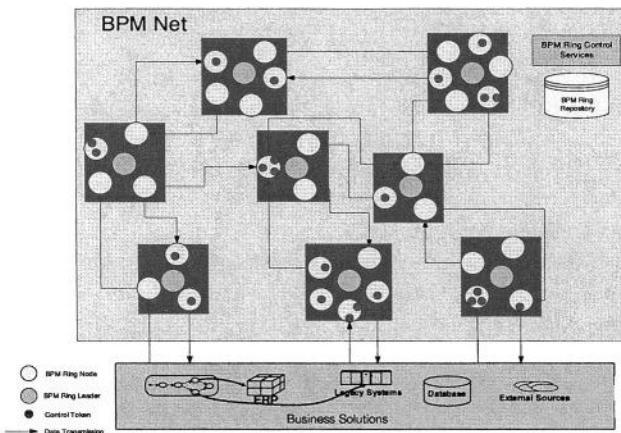 BPM Net
BPM Ring Control
Services
BPM Ring
Repository
BPM Ring Node
BPM Ring Leader
Control Token
Data Transmission
ERP
Legacy Systems
Database
External Sources
Business Solutions